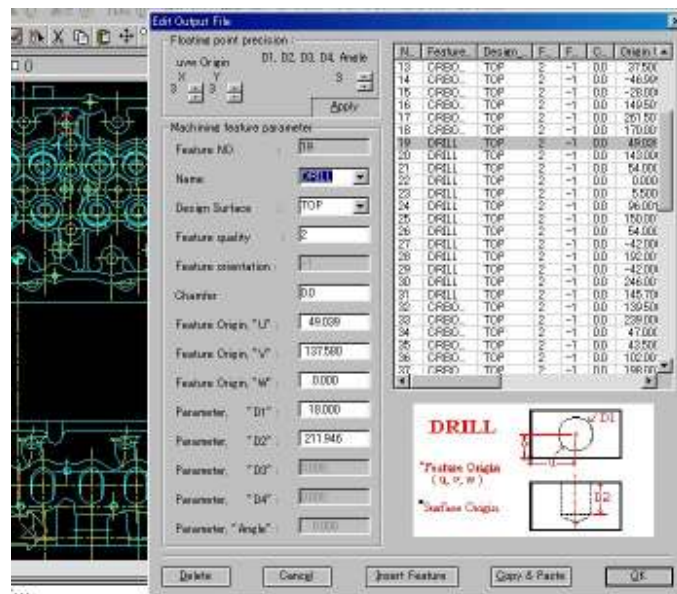 Edit Output File
Floating point precision :
uvw Origin D1, D2, D3, D4, Angle
X Y
3 3 3
Apply
Machining feature parameter
Feature NO. :
Name: DRILL
Design Surface : TOP
Feature quality : 2
Feature orientation : -1
Chamfer 0.0
Feature Origin, "U" : 49.039
Feature Origin, "V" : 137.580
Feature Origin, "W" : 0.000
Parameter, "D1" : 18.000
Parameter, "D2" : 211.946
Parameter, "D3" :
Parameter, "D4" :
Parameter, "Angle" : 0.000
N.. Feature.. Design.. F.. F.. C.. Origin
13 CRBO.. TOP 2 -1 0.0
14 CRBO.. TOP 2 -1 0.0
15 CRBO.. TOP 2 -1 0.0
16 CRBO.. TOP 2 -1 0.0
17 CRBO.. TOP 2 -1 0.0
18 CRBO.. TOP 2 -1 0.0 170.00
19 DRILL TOP 2 -1 0.0
20 DRILL TOP 2 -1 0.0 143.00
21 DRILL TOP 2 -1 0.0 54.000
22 DRILL TOP 2 -1 0.0 0.000
23 DRILL TOP 2 -1 0.0 5.500
24 DRILL TOP 2 -1 0.0 96.00
25 DRILL TOP 2 -1 0.0 150.00
26 DRILL TOP 2 -1 0.0 54.000
27 DRILL TOP 2 -1 0.0 -42.00
28 DRILL TOP 2 -1 0.0 192.00
29 DRILL TOP 2 -1 0.0 -42.00
30 DRILL TOP 2 -1 0.0 246.00
31 DRILL TOP 2 -1 0.0 145.70
32 CRBO.. TOP 2 -1 0.0 139.50
33 CRBO.. TOP 2 -1 0.0 239.00
34 CRBO.. TOP 2 -1 0.0 47.000
35 CRBO.. TOP 2 -1 0.0 43.50
36 CRBO.. TOP 2 -1 0.0 102.00
37 CRBO.. TOP 2 -1 0.0
DRILL
D1
*Feature Origin
( u, v, w )
*Surface Origin
u
D2
Delete
Cancel
Insert Feature
Copy & Paste
OK